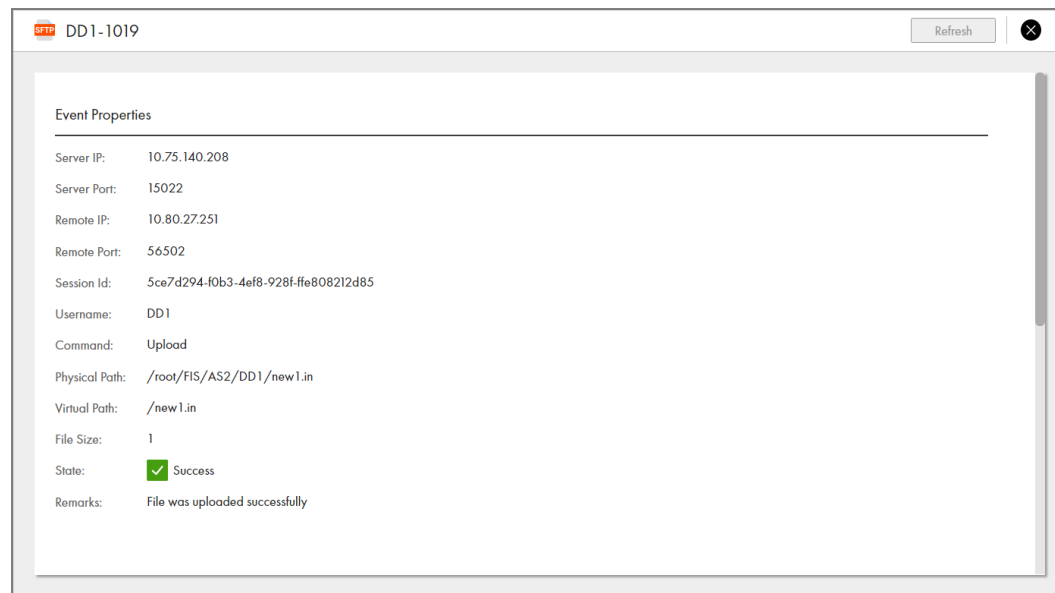 SFTP DD1-1019 Refresh
Event Properties
Server IP: 10.75.140.208
Server Port: 15022
Remote IP: 10.80.27.251
Remote Port: 56502
Session Id: 5ce7d294-f0b3-4ef8-928f-ffe808212d85
Username: DD1
Command: Upload
Physical Path: /root/FIS/AS2/DD1/new1.in
Virtual Path: /new1.in
File Size: 1
State: Success
Remarks: File was uploaded successfully